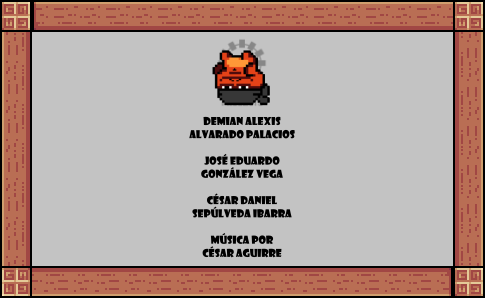 DEMIAN ALEXIS
ALVARADO PALACIOS
JOSÉ EDUARDO
GONZÁLEZ VEGA
CÉSAR DANIEL
SEPÚLVEDA IBARRA
MÚSICA POR
CÉSAR AGUIRRE